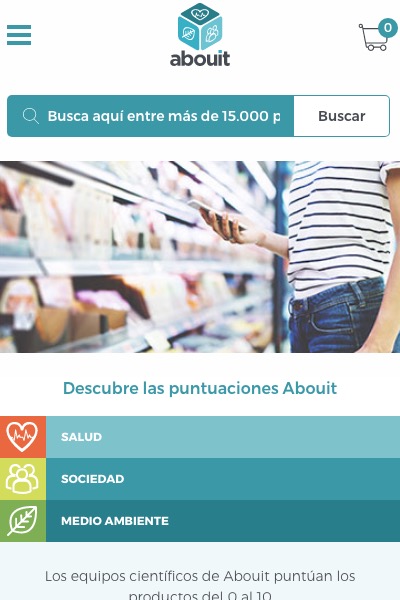 0
abouit
Busca aquí entre más de 15.000 p
Buscar
Descubre las puntuaciones Abouit
SALUD
SOCIEDAD
MEDIO AMBIENTE
Los equipos científicos de Abouit puntúan los
productos del 0 al 10